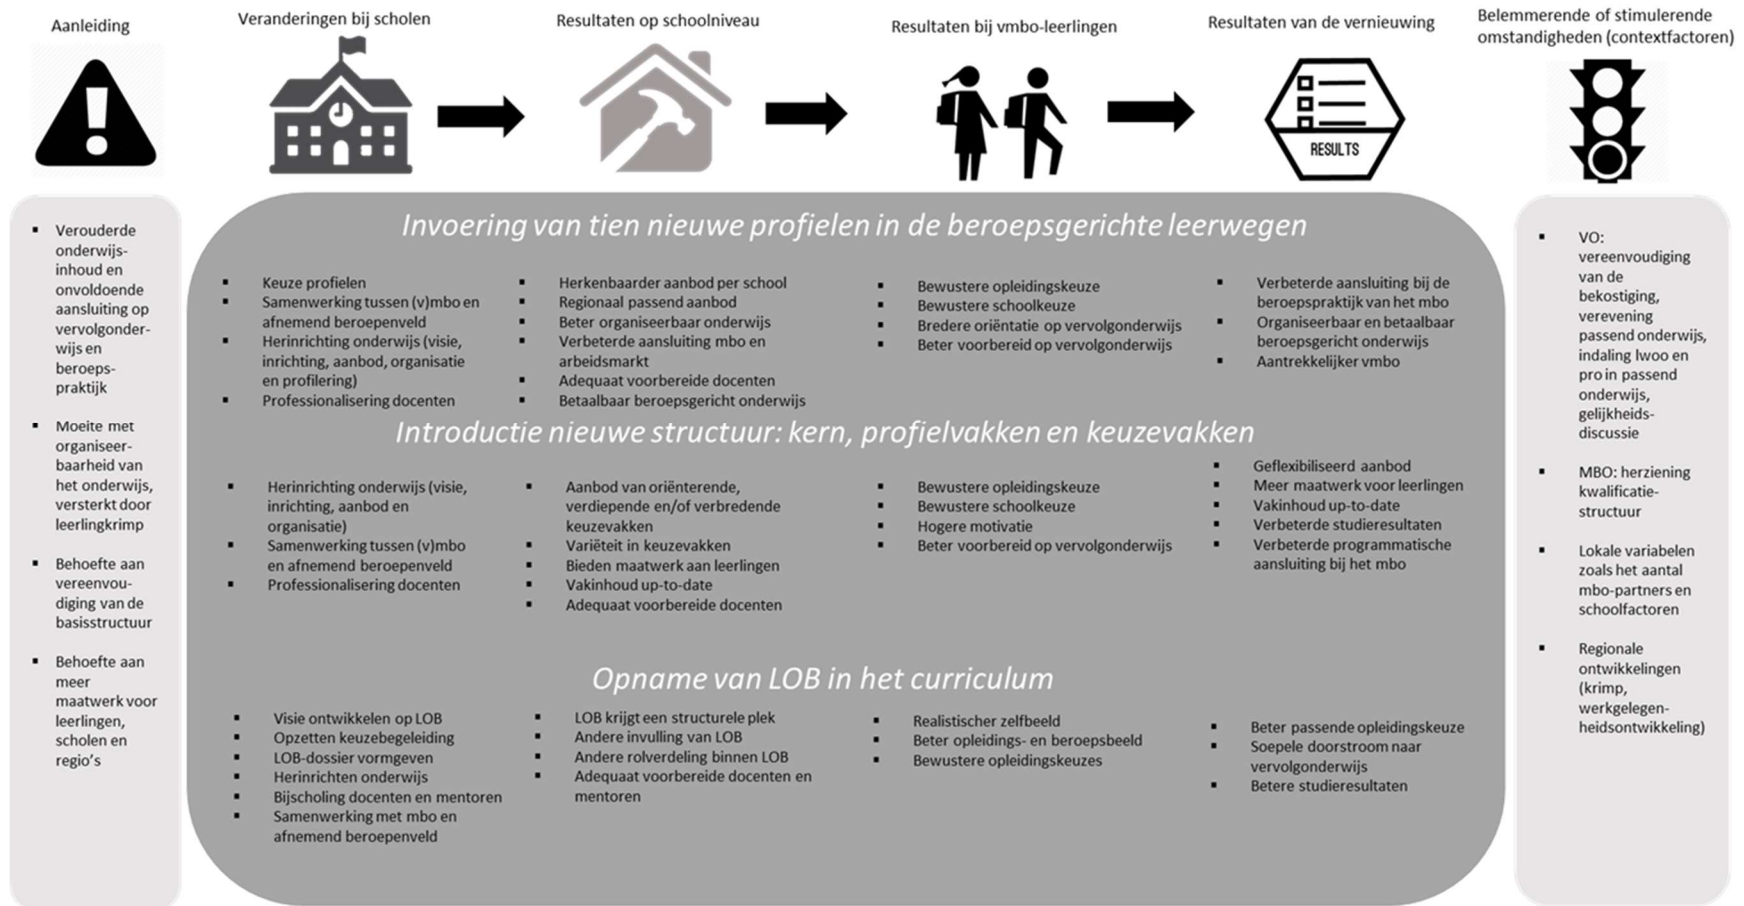 Aanleiding
Veranderingen bij scholen
Resultaten op schoolniveau
Resultaten bij vmbo-leerlingen
Resultaten van de vernieuwing
Belemmerende of stimulerende
omstandigheden (contextfactoren)
RESULTS
▪ Verouderde
onderwijs-
inhoud en
onvoldoende
aansluiting op
vervolgonder-
wijs en
beroeps-
praktijk
▪ Moeite met
organiseer-
baarheid van
het onderwijs,
versterkt door
leerlingkrimp
▪ Behoefte aan
vereenvou-
diging van de
basisstructuur
▪ Behoefte aan
meer
maatwerk voor
leerlingen,
scholen en
regio's
Invoering van tien nieuwe profielen in de beroepsgerichte leerwegen
▪ Keuze profielen
▪ Samenwerking tussen (v)mbo en
afnemend beroepenveld
▪ Herinrichting onderwijs (visie,
inrichting, aanbod, organisatie
en profilering)
▪ Professionalisering docenten
▪ Herkenbaarder aanbod per school
▪ Regionaal passend aanbod
▪ Beter organiseerbaar onderwijs
▪ Verbeterde aansluiting mbo en
arbeidsmarkt
▪ Adequaat voorbereide docenten
▪ Betaalbaar beroepsgericht onderwijs
▪ Bewustere opleidingskeuze
▪ Bewustere schoolkeuze
▪ Bredere oriëntatie op vervolgonderwijs
▪ Beter voorbereid op vervolgonderwijs
▪ Verbeterde aansluiting bij de
beroepspraktijk van het mbo
▪ Organiseerbaar en betaalbaar
beroepsgericht onderwijs
▪ Aantrekkelijker vmbo
Introductie nieuwe structuur: kern, profielvakken en keuzevakken
▪ Herinrichting onderwijs (visie,
inrichting, aanbod en
organisatie)
▪ Samenwerking tussen (v)mbo
en afnemend beroepenveld
▪ Professionalisering docenten
▪ Aanbod van oriënterende,
verdiepende en/of verbredende
keuzevakken
▪ Variëteit in keuzevakken
▪ Bieden maatwerk aan leerlingen
▪ Vakinhoud up-to-date
▪ Adequaat voorbereide docenten
▪ Bewustere opleidingskeuze
▪ Bewustere schoolkeuze
▪ Hogere motivatie
▪ Beter voorbereid op vervolgonderwijs
▪ Geflexibiliseerd aanbod
▪ Meer maatwerk voor leerlingen
▪ Vakinhoud up-to-date
▪ Verbeterde studieresultaten
▪ Verbeterde programmatische
aansluiting bij het mbo
Opname van LOB in het curriculum
▪ Visie ontwikkelen op LOB
▪ Opzetten keuzebegeleiding
▪ LOB-dossier vormgeven
▪ Herinrichten onderwijs
▪ Bijscholing docenten en mentoren
▪ Samenwerking met mbo en
afnemend beroepenveld
▪ LOB krijgt een structurele plek
▪ Andere invulling van LOB
▪ Andere rolverdeling binnen LOB
▪ Adequaat voorbereide docenten en
mentoren
▪ Realistischer zelfbeeld
▪ Beter opleidings- en beroepsbeeld
▪ Bewustere opleidingskeuzes
▪ Beter passende opleidingskeuze
▪ Soepele doorstroom naar
vervolgonderwijs
▪ Betere studieresultaten
▪ VO:
vereenvoudiging
van de
bekostiging,
verevening
passend onderwijs,
indaling lwoo en
pro in passend
onderwijs,
gelijkheids-
discussie
▪ MBO: herziening
kwalificatie-
structuur
▪ Lokale variabelen
zoals het aantal
mbo-partners en
schoolfactoren
▪ Regionale
ontwikkelingen
(krimp,
werkgelegen-
heidsontwikkeling)